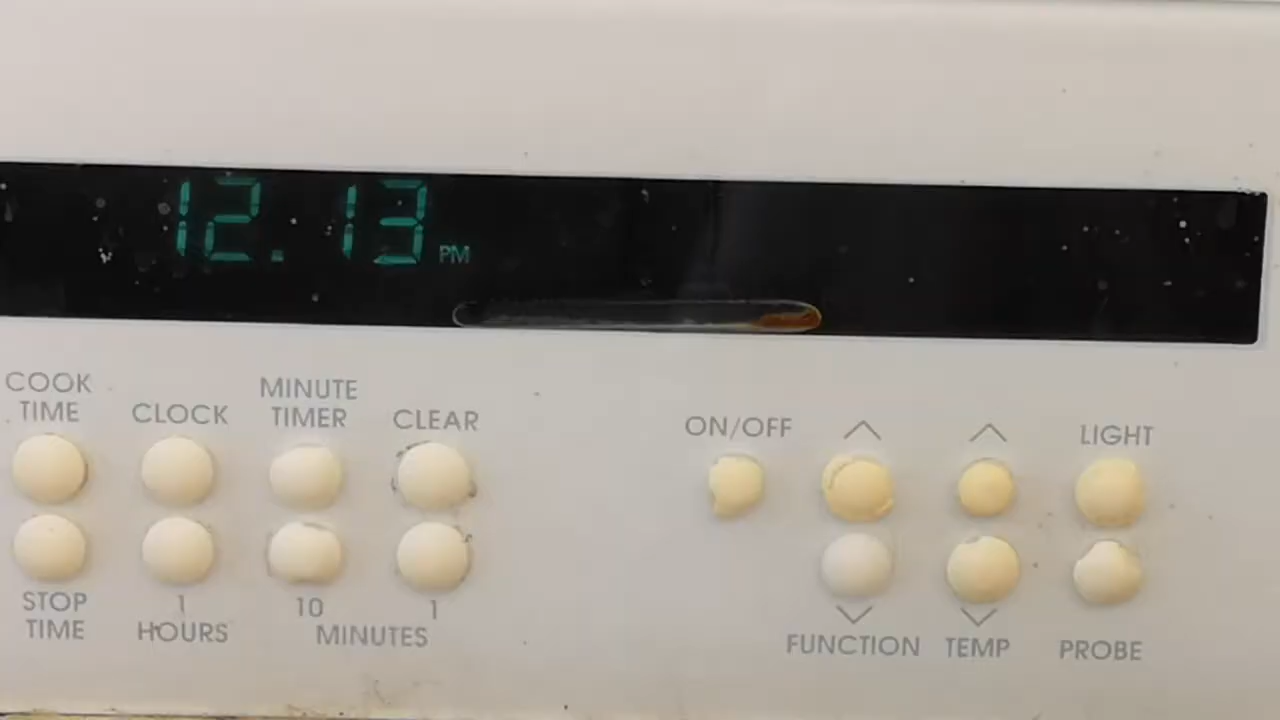 12.13 PM
COOK TIME
CLOCK
MINUTE TIMER
CLEAR
ON/OFF
LIGHT
STOP TIME
1
HOURS
10
1
MINUTES
FUNCTION
TEMP
PROBE